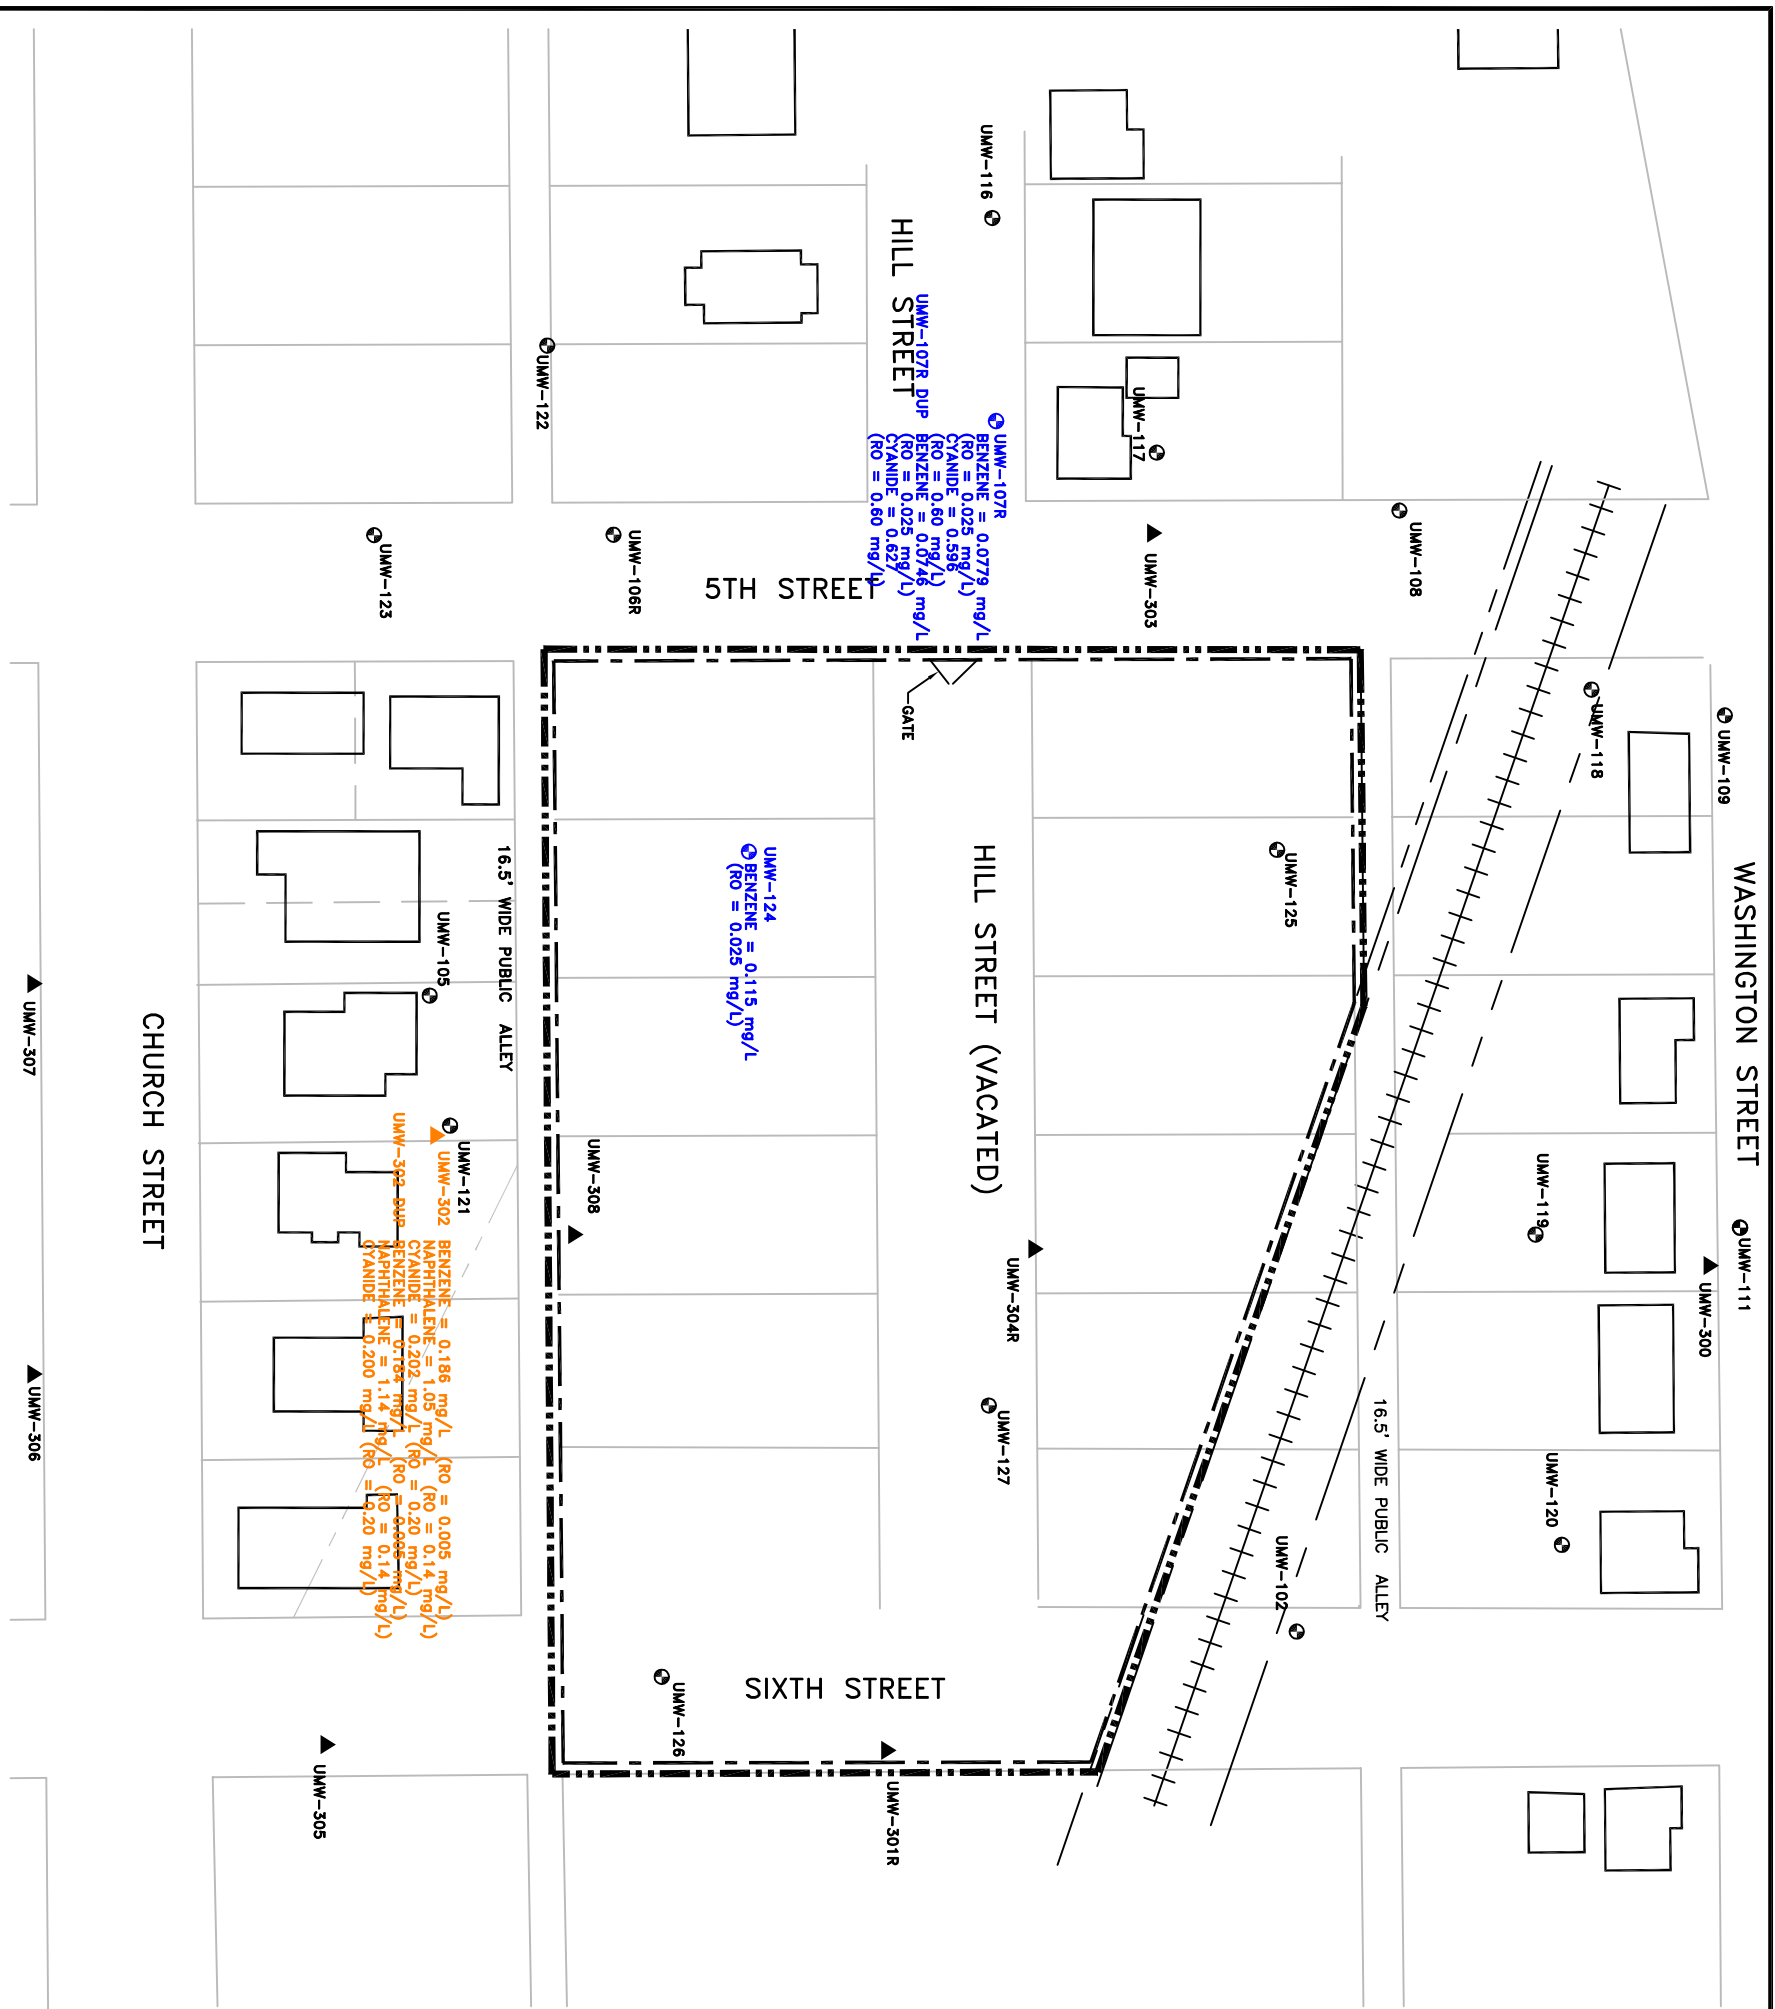 UMW-116
HILL STREET
UMW-107R DUP
UMW-107R
BENZENE = 0.0779 mg/L
(RO = 0.025 mg/L)
CYANIDE = 0.596
(RO = 0.60 mg/L)
BENZENE = 0.0746 mg/L
(RO = 0.025 mg/L)
CYANIDE = 0.627
(RO = 0.60 mg/L)
UMW-117
UMW-122
UMW-108
UMW-303
UMW-106R
UMW-123
5TH STREET
GATE
UMW-118
UMW-109
WASHINGTON STREET
UMW-125
HILL STREET (VACATED)
UMW-124
BENZENE = 0.115 mg/L
(RO = 0.025 mg/L)
16.5' WIDE PUBLIC ALLEY
UMW-105
UMW-307
CHURCH STREET
UMW-121
UMW-302
BENZENE = 0.186 mg/L (RO = 0.005 mg/L)
NAPHTHALENE = 1.05 mg/L (RO = 0.14 mg/L)
CYANIDE = 0.202 mg/L (RO = 0.20 mg/L)
UMW-302 DUP
BENZENE = 0.184 mg/L (RO = 0.005 mg/L)
NAPHTHALENE = 1.14 mg/L (RO = 0.14 mg/L)
CYANIDE = 0.200 mg/L (RO = 0.20 mg/L)
UMW-308
UMW-304R
UMW-119
UMW-111
UMW-300
UMW-306
UMW-127
16.5' WIDE PUBLIC ALLEY
UMW-120
UMW-102
SIXTH STREET
UMW-126
UMW-305
UMW-301R